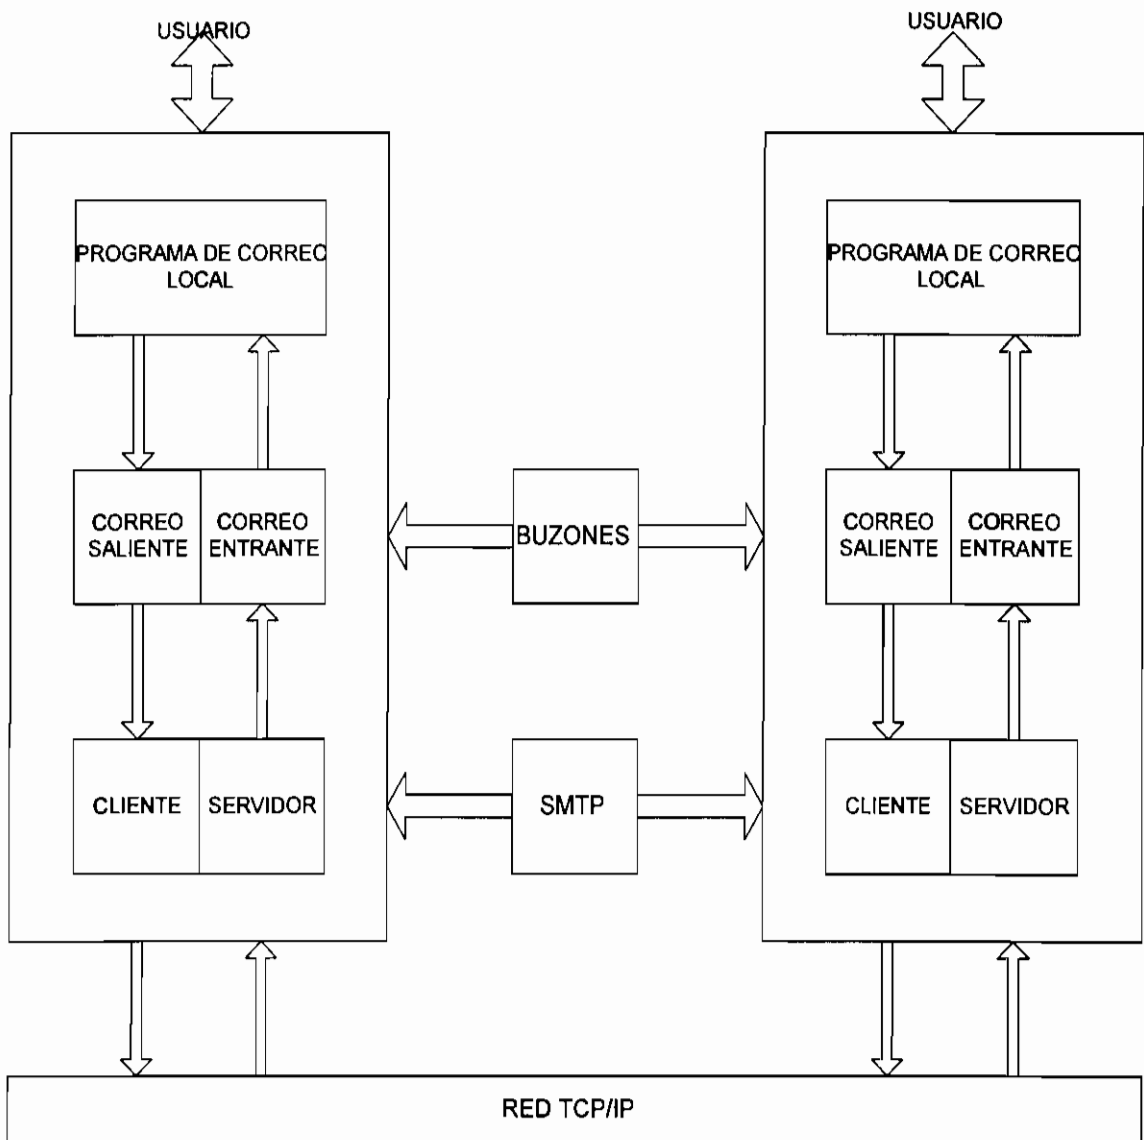 USUARIO
USUARIO
PROGRAMA DE CORREO
LOCAL
PROGRAMA DE CORREO
LOCAL
CORREO
SALIENTE
CORREO
ENTRANTE
BUZONES
CORREO
SALIENTE
CORREO
ENTRANTE
CLIENTE
SERVIDOR
SMTP
CLIENTE
SERVIDOR
RED TCP/IP